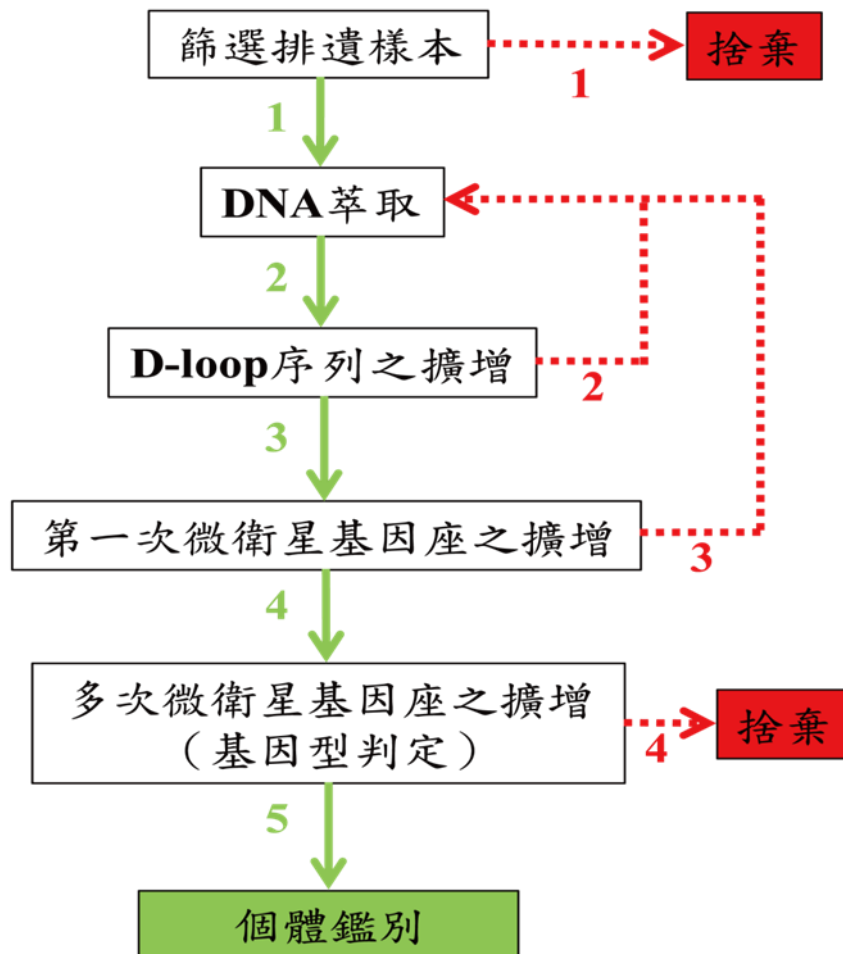 篩選排遺樣本
捨棄
1
1
DNA萃取
2
D-loop序列之擴增
2
3
第一次微衛星基因座之擴增
3
4
多次微衛星基因座之擴增
（基因型判定）
捨棄
4
5
個體鑑別